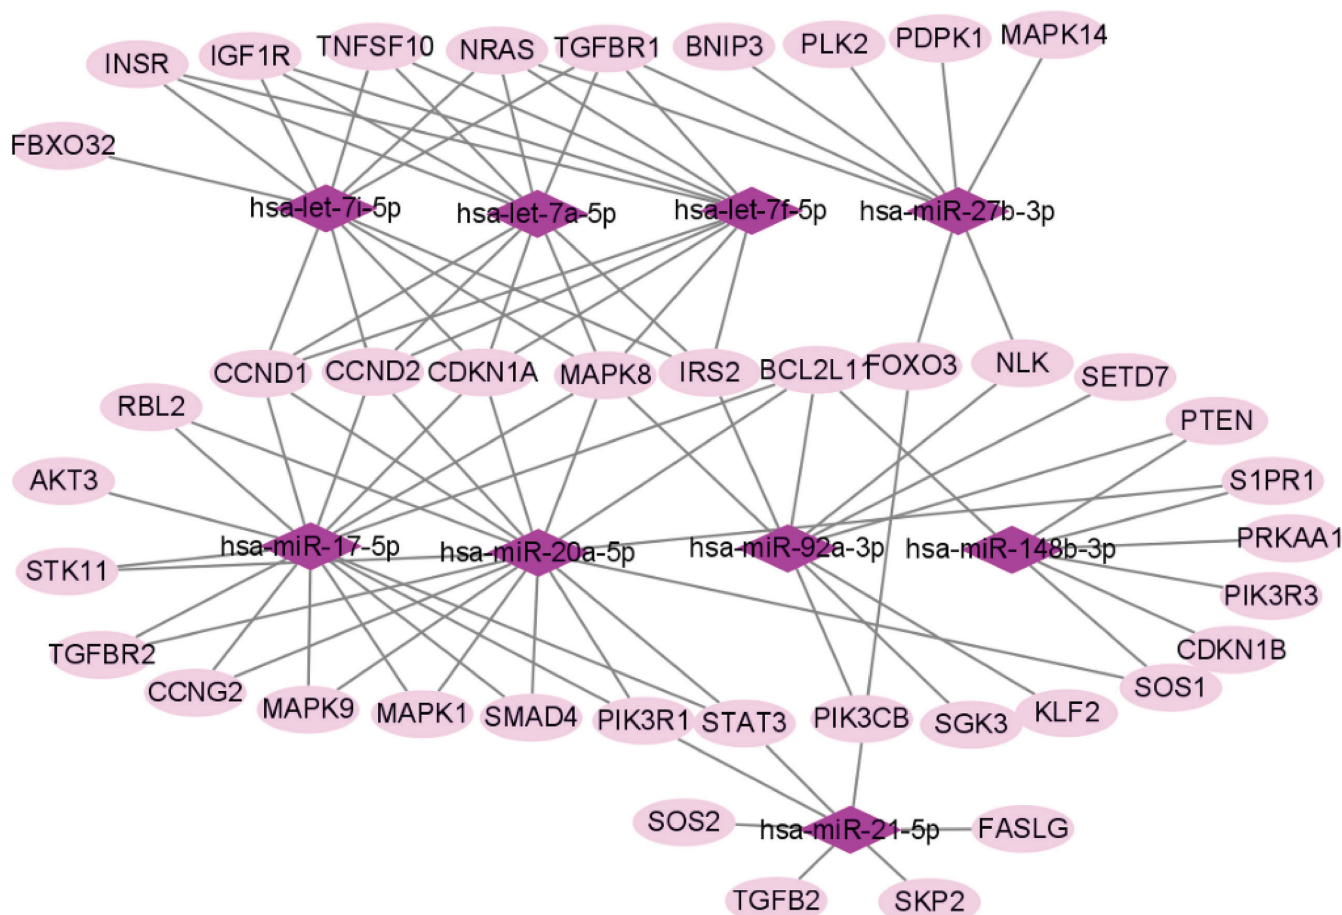 INSR
IGF1R
TNFSF10
NRAS
TGFBR1
BNIP3
PLK2
PDPK1
MAPK14
FBXO32
hsa-let-7i-5p
hsa-let-7a-5p
hsa-let-7f-5p
hsa-miR-27b-3p
CCND1
CCND2
CDKN1A
MAPK8
IRS2
BCL2L11
FOXO3
NLK
SETD7
RBL2
PTEN
AKT3
S1PR1
hsa-miR-17-5p
hsa-miR-20a-5p
hsa-miR-92a-3p
hsa-miR-148b-3p
PRKAA1
STK11
PIK3R3
TGFBR2
CDKN1B
CCNG2
SOS1
MAPK9
MAPK1
SMAD4
PIK3R1
STAT3
PIK3CB
SGK3
KLF2
SOS2
hsa-miR-21-5p
FASLG
TGFB2
SKP2